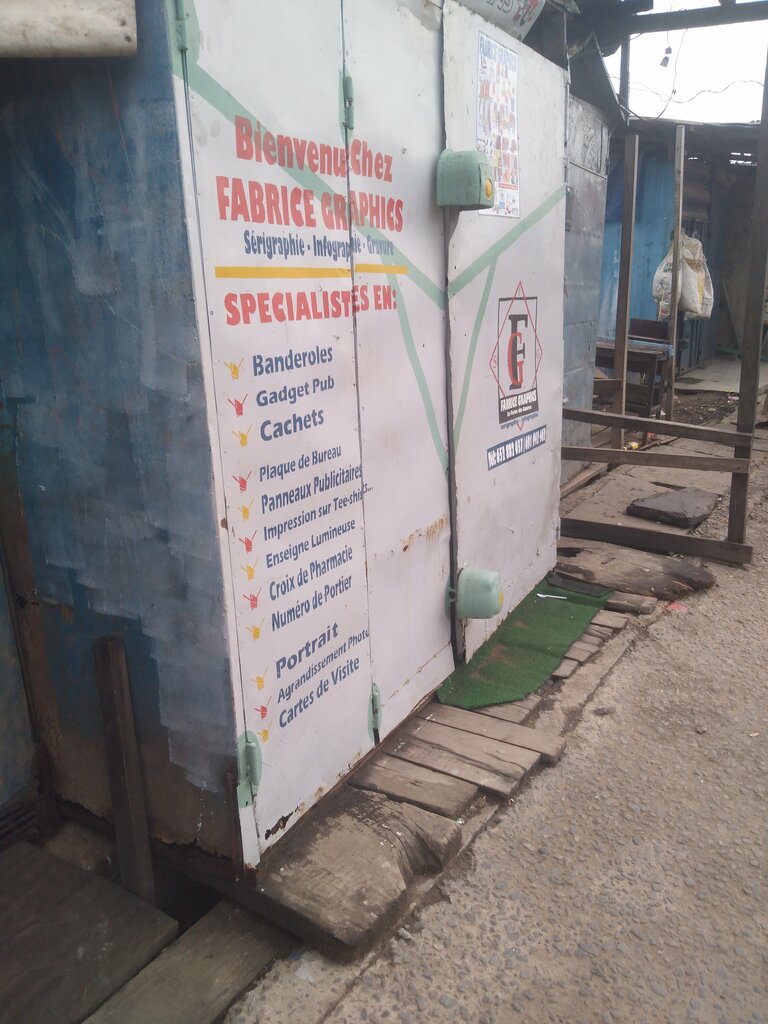 Bienvenu Chez
FABRICE GRAPHICS
Sérigraphie - Infographie - Gravure
SPECIALISTES EN:
Banderoles
Gadget Pub
Cachets
Plaque de Bureau
Panneaux Publicitaires
Impression sur Tee-shirts...
Enseigne Lumineuse
Croix de Pharmacie
Numéro de Portier
Portrait
Agrandissement Photo
Cartes de Visite
FG
FABRICE GRAPHICS